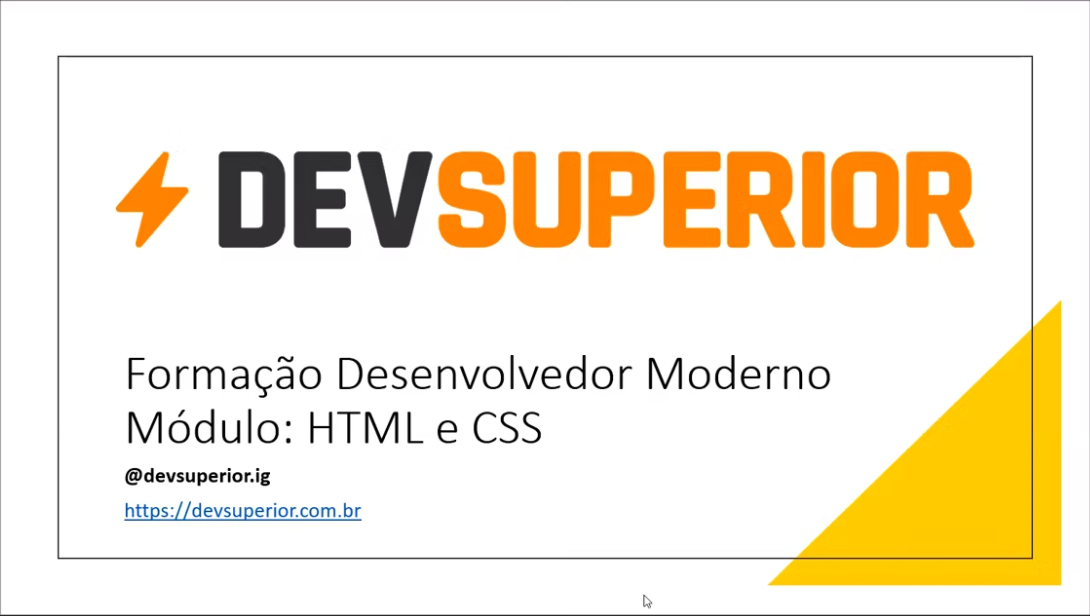 DEVSUPERIOR
Formação Desenvolvedor Moderno
Módulo: HTML e CSS
@devsuperior.ig
https://devsuperior.com.br